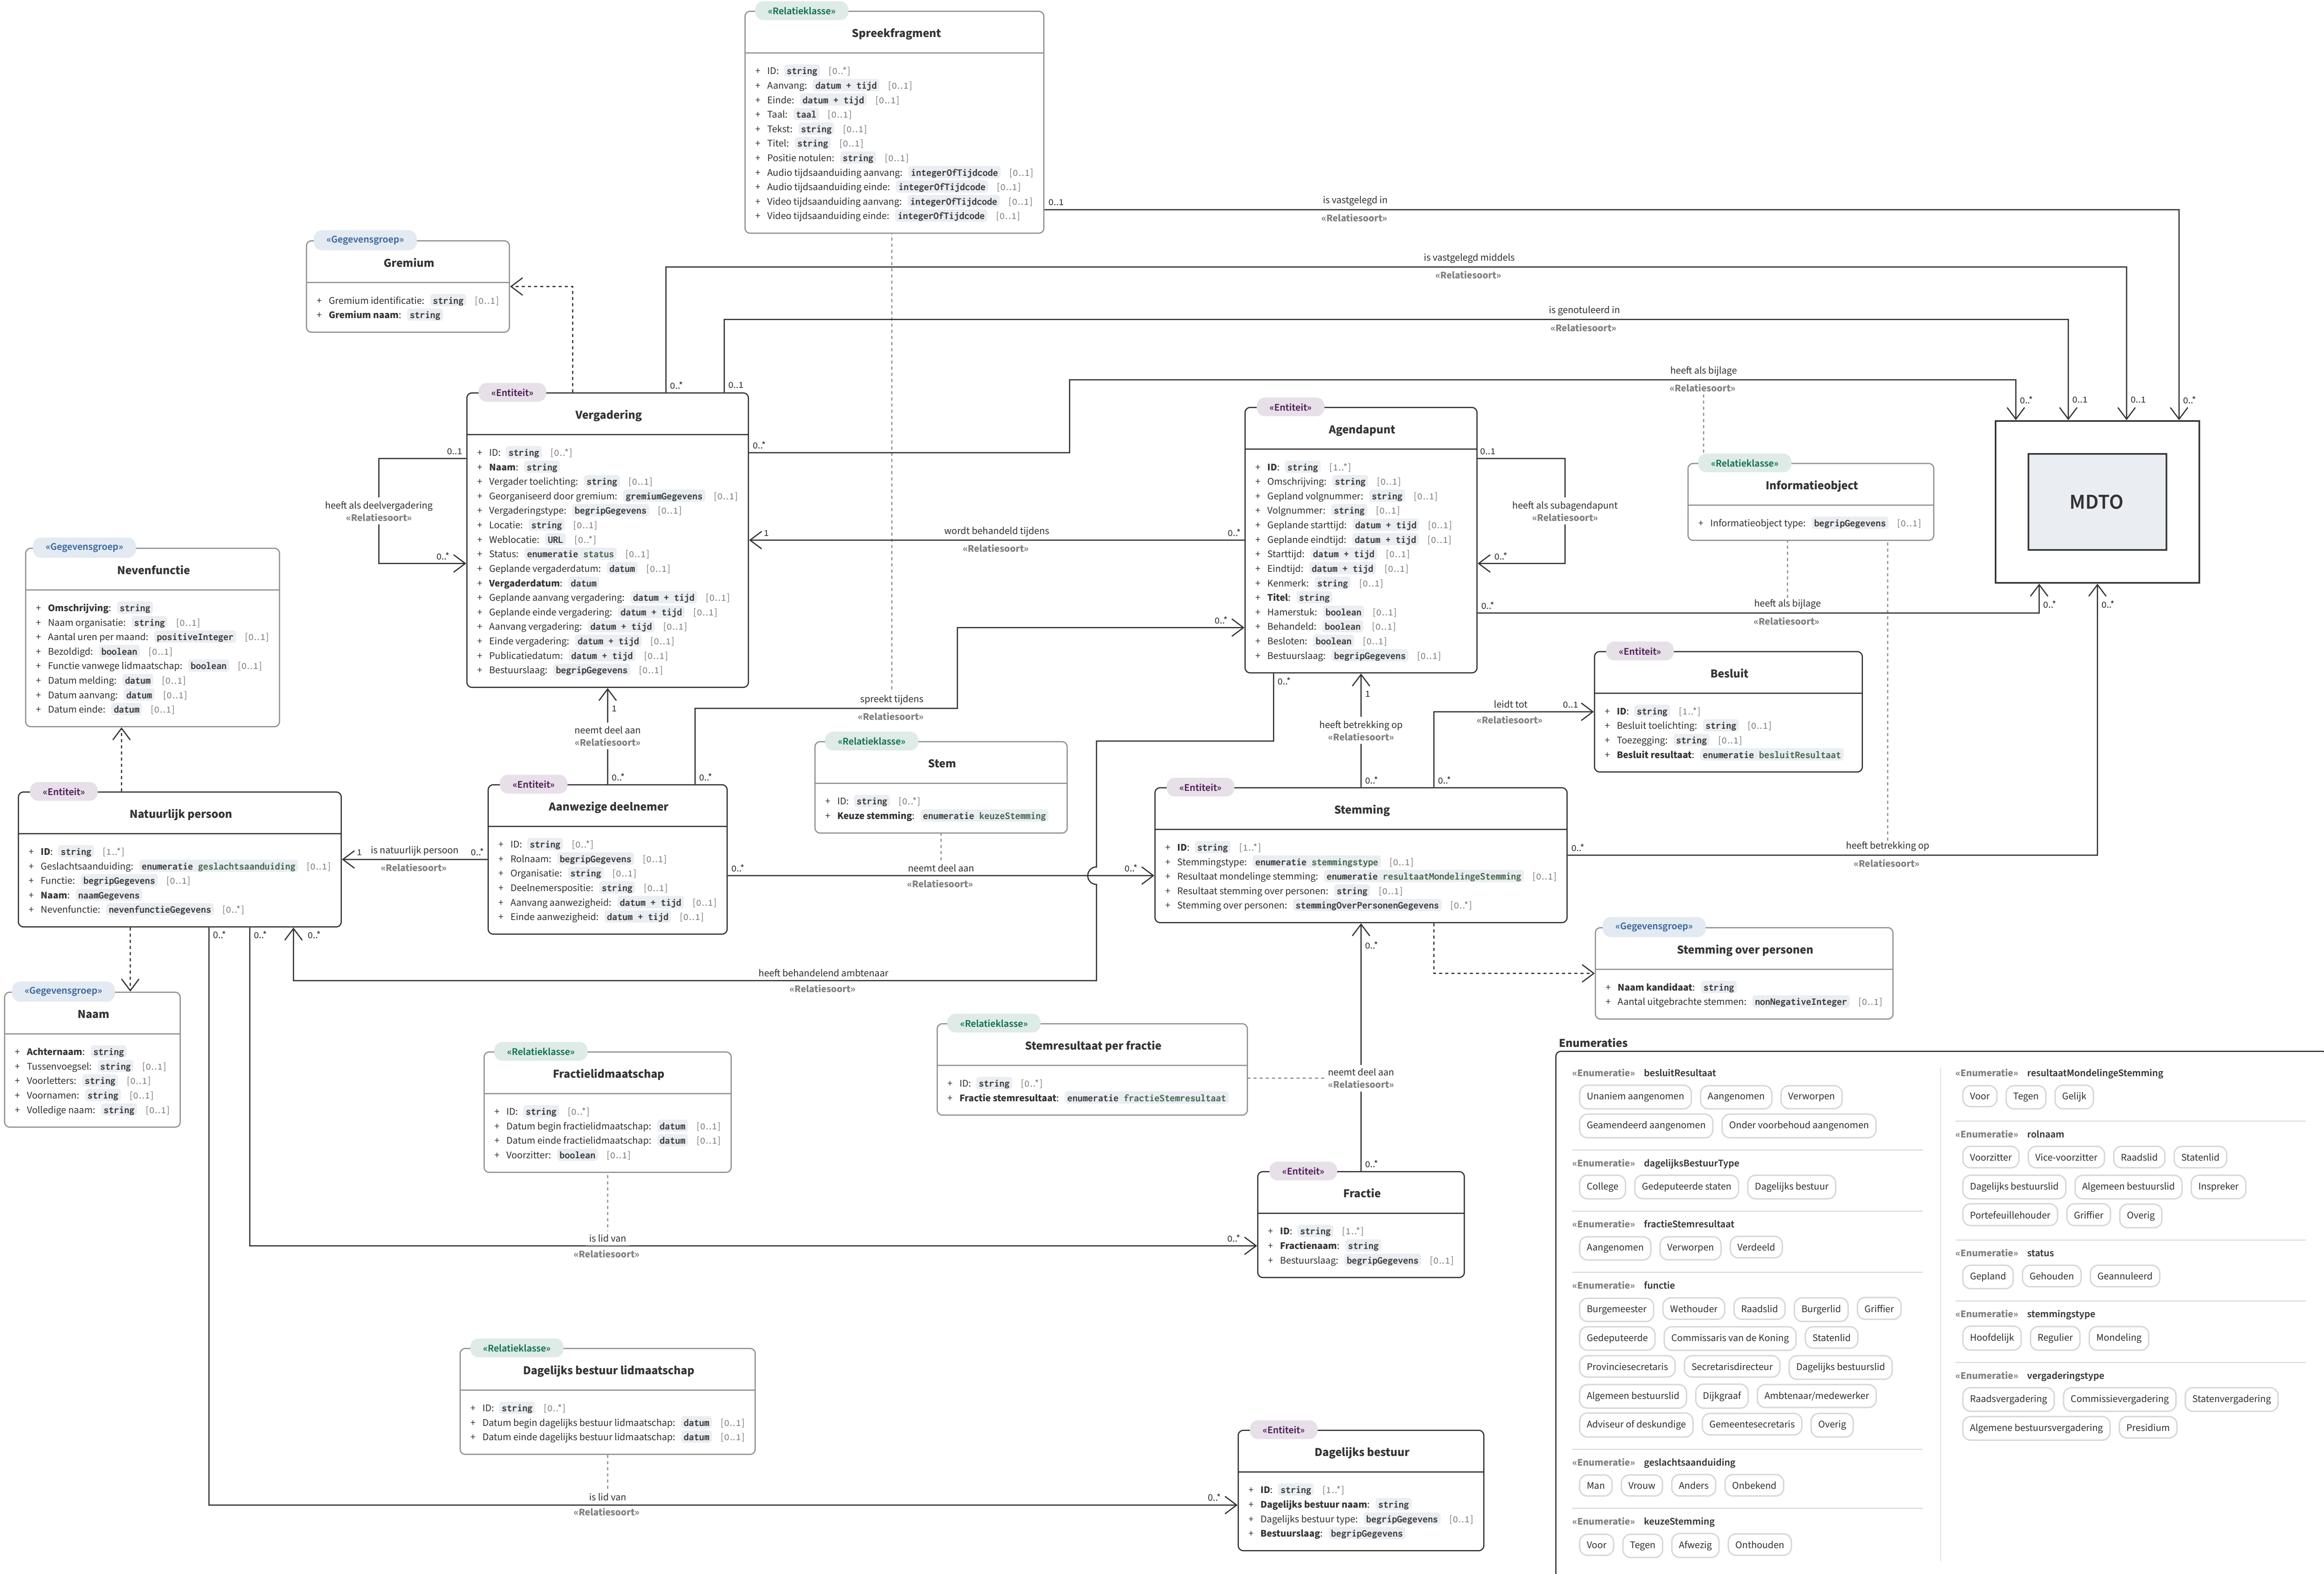 «Relatieklasse»
Spreekfragment
+ ID: string [0..*]
+ Aanvang: datum + tijd [0..1]
+ Einde: datum + tijd [0..1]
+ Taal: taal [0..1]
+ Tekst: string [0..1]
+ Titel: string [0..1]
+ Positie notulen: string [0..1]
+ Audio tijdsaanduiding aanvang: integerOfTijdcode [0..1]
+ Audio tijdsaanduiding einde: integerOfTijdcode [0..1]
+ Video tijdsaanduiding aanvang: integerOfTijdcode [0..1]
+ Video tijdsaanduiding einde: integerOfTijdcode [0..1]
0..1
is vastgelegd in
«Relatiesoort»
«Gegevensgroep»
Gremium
+ Gremium identificatie: string [0..1]
+ Gremium naam: string
is vastgelegd middels
«Relatiesoort»
is genotuleerd in
«Relatiesoort»
heeft als bijlage
«Relatiesoort»
0..*
0..1
0..*
0..1
0..1
0..*
«Entiteit»
Vergadering
+ ID: string [0..*]
+ Naam: string
+ Vergader toelichting: string [0..1]
+ Georganiseerd door gremium: gremiumGegevens [0..1]
+ Vergaderingstype: begripGegevens [0..1]
+ Locatie: string [0..1]
+ Weblocatie: URL [0..*]
+ Status: enumeratie status [0..1]
+ Geplande vergaderdatum: datum [0..1]
+ Vergaderdatum: datum
+ Geplande aanvang vergadering: datum + tijd [0..1]
+ Geplande einde vergadering: datum + tijd [0..1]
+ Aanvang vergadering: datum + tijd [0..1]
+ Einde vergadering: datum + tijd [0..1]
+ Publicatiedatum: datum + tijd [0..1]
+ Bestuurslaag: begripGegevens [0..1]
0..1
heeft als deelvergadering
«Relatiesoort»
0..*
0..*
1
wordt behandeld tijdens
«Relatiesoort»
0..*
«Entiteit»
Agendapunt
+ ID: string [1..*]
+ Omschrijving: string [0..1]
+ Gepland volgnummer: string [0..1]
+ Volgnummer: string [0..1]
+ Geplande starttijd: datum + tijd [0..1]
+ Geplande eindtijd: datum + tijd [0..1]
+ Starttijd: datum + tijd [0..1]
+ Eindtijd: datum + tijd [0..1]
+ Kenmerk: string [0..1]
+ Titel: string
+ Hamerstuk: boolean [0..1]
+ Behandeld: boolean [0..1]
+ Besloten: boolean [0..1]
+ Bestuurslaag: begripGegevens [0..1]
0..1
heeft als subagendapunt
«Relatiesoort»
0..*
«Relatieklasse»
Informatieobject
+ Informatieobject type: begripGegevens [0..1]
MDTO
0..*
heeft als bijlage
«Relatiesoort»
0..*
0..*
«Gegevensgroep»
Nevenfunctie
+ Omschrijving: string
+ Naam organisatie: string [0..1]
+ Aantal uren per maand: positiveInteger [0..1]
+ Bezoldigd: boolean [0..1]
+ Functie vanwege lidmaatschap: boolean [0..1]
+ Datum melding: datum [0..1]
+ Datum aanvang: datum [0..1]
+ Datum einde: datum [0..1]
0..*
spreekt tijdens
«Relatiesoort»
1
neemt deel aan
«Relatiesoort»
0..*
0..*
0..*
1
heeft betrekking op
«Relatiesoort»
0..*
0..*
leidt tot
«Relatiesoort»
0..1
«Entiteit»
Besluit
+ ID: string [1..*]
+ Besluit toelichting: string [0..1]
+ Toezegging: string [0..1]
+ Besluit resultaat: enumeratie besluitResultaat
«Relatieklasse»
Stem
+ ID: string [0..*]
+ Keuze stemming: enumeratie keuzeStemming
«Entiteit»
Natuurlijk persoon
+ ID: string [1..*]
+ Geslachtsaanduiding: enumeratie geslachtsaanduiding [0..1]
+ Functie: begripGegevens [0..1]
+ Naam: naamGegevens
+ Nevenfunctie: nevenfunctieGegevens [0..*]
1
is natuurlijk persoon
«Relatiesoort»
0..*
«Entiteit»
Aanwezige deelnemer
+ ID: string [0..*]
+ Rolnaam: begripGegevens [0..1]
+ Organisatie: string [0..1]
+ Deelnemerspositie: string [0..1]
+ Aanvang aanwezigheid: datum + tijd [0..1]
+ Einde aanwezigheid: datum + tijd [0..1]
0..*
neemt deel aan
«Relatiesoort»
0..*
«Entiteit»
Stemming
+ ID: string [1..*]
+ Stemmingstype: enumeratie stemmingstype [0..1]
+ Resultaat mondelinge stemming: enumeratie resultaatMondelingeStemming [0..1]
+ Resultaat stemming over personen: string [0..1]
+ Stemming over personen: stemmingOverPersonenGegevens [0..*]
0..*
heeft betrekking op
«Relatiesoort»
0..*
0..*
0..*
0..*
heeft behandelend ambtenaar
«Relatiesoort»
«Gegevensgroep»
Stemming over personen
+ Naam kandidaat: string
+ Aantal uitgebrachte stemmen: nonNegativeInteger [0..1]
«Gegevensgroep»
Naam
+ Achternaam: string
+ Tussenvoegsel: string [0..1]
+ Voorletters: string [0..1]
+ Voornamen: string [0..1]
+ Volledige naam: string [0..1]
«Relatieklasse»
Fractielidmaatschap
+ ID: string [0..*]
+ Datum begin fractielidmaatschap: datum [0..1]
+ Datum einde fractielidmaatschap: datum [0..1]
+ Voorzitter: boolean [0..1]
«Relatieklasse»
Stemresultaat per fractie
+ ID: string [0..*]
+ Fractie stemresultaat: enumeratie fractieStemresultaat
neemt deel aan
«Relatiesoort»
0..*
is lid van
«Relatiesoort»
0..*
«Entiteit»
Fractie
+ ID: string [1..*]
+ Fractienaam: string
+ Bestuurslaag: begripGegevens [0..1]
«Relatieklasse»
Dagelijks bestuur lidmaatschap
+ ID: string [0..*]
+ Datum begin dagelijks bestuur lidmaatschap: datum [0..1]
+ Datum einde dagelijks bestuur lidmaatschap: datum [0..1]
is lid van
«Relatiesoort»
0..*
«Entiteit»
Dagelijks bestuur
+ ID: string [1..*]
+ Dagelijks bestuur naam: string
+ Dagelijks bestuur type: begripGegevens [0..1]
+ Bestuurslaag: begripGegevens
Enumeraties
«Enumeratie» besluitResultaat
Unaniem aangenomen Aangenomen Verworpen
Geamendeerd aangenomen Onder voorbehoud aangenomen
«Enumeratie» dagelijksBestuurType
College Gedeputeerde staten Dagelijks bestuur
«Enumeratie» fractieStemresultaat
Aangenomen Verworpen Verdeeld
«Enumeratie» functie
Burgemeester Wethouder Raadslid Burgerlid Griffier
Gedeputeerde Commissaris van de Koning Statenlid
Provinciesecretaris Secretarisdirecteur Dagelijks bestuurslid
Algemeen bestuurslid Dijkgraaf Ambtenaar/medewerker
Adviseur of deskundige Gemeentesecretaris Overig
«Enumeratie» geslachtsaanduiding
Man Vrouw Anders Onbekend
«Enumeratie» keuzeStemming
Voor Tegen Afwezig Onthouden
«Enumeratie» resultaatMondelingeStemming
Voor Tegen Gelijk
«Enumeratie» rolnaam
Voorzitter Vice-voorzitter Raadslid Statenlid
Dagelijks bestuurslid Algemeen bestuurslid Inspreker
Portefeuillehouder Griffier Overig
«Enumeratie» status
Gepland Gehouden Geannuleerd
«Enumeratie» stemmingstype
Hoofdelijk Regulier Mondeling
«Enumeratie» vergaderingstype
Raadsvergadering Commissievergadering Statenvergadering
Algemene bestuursvergadering Presidium